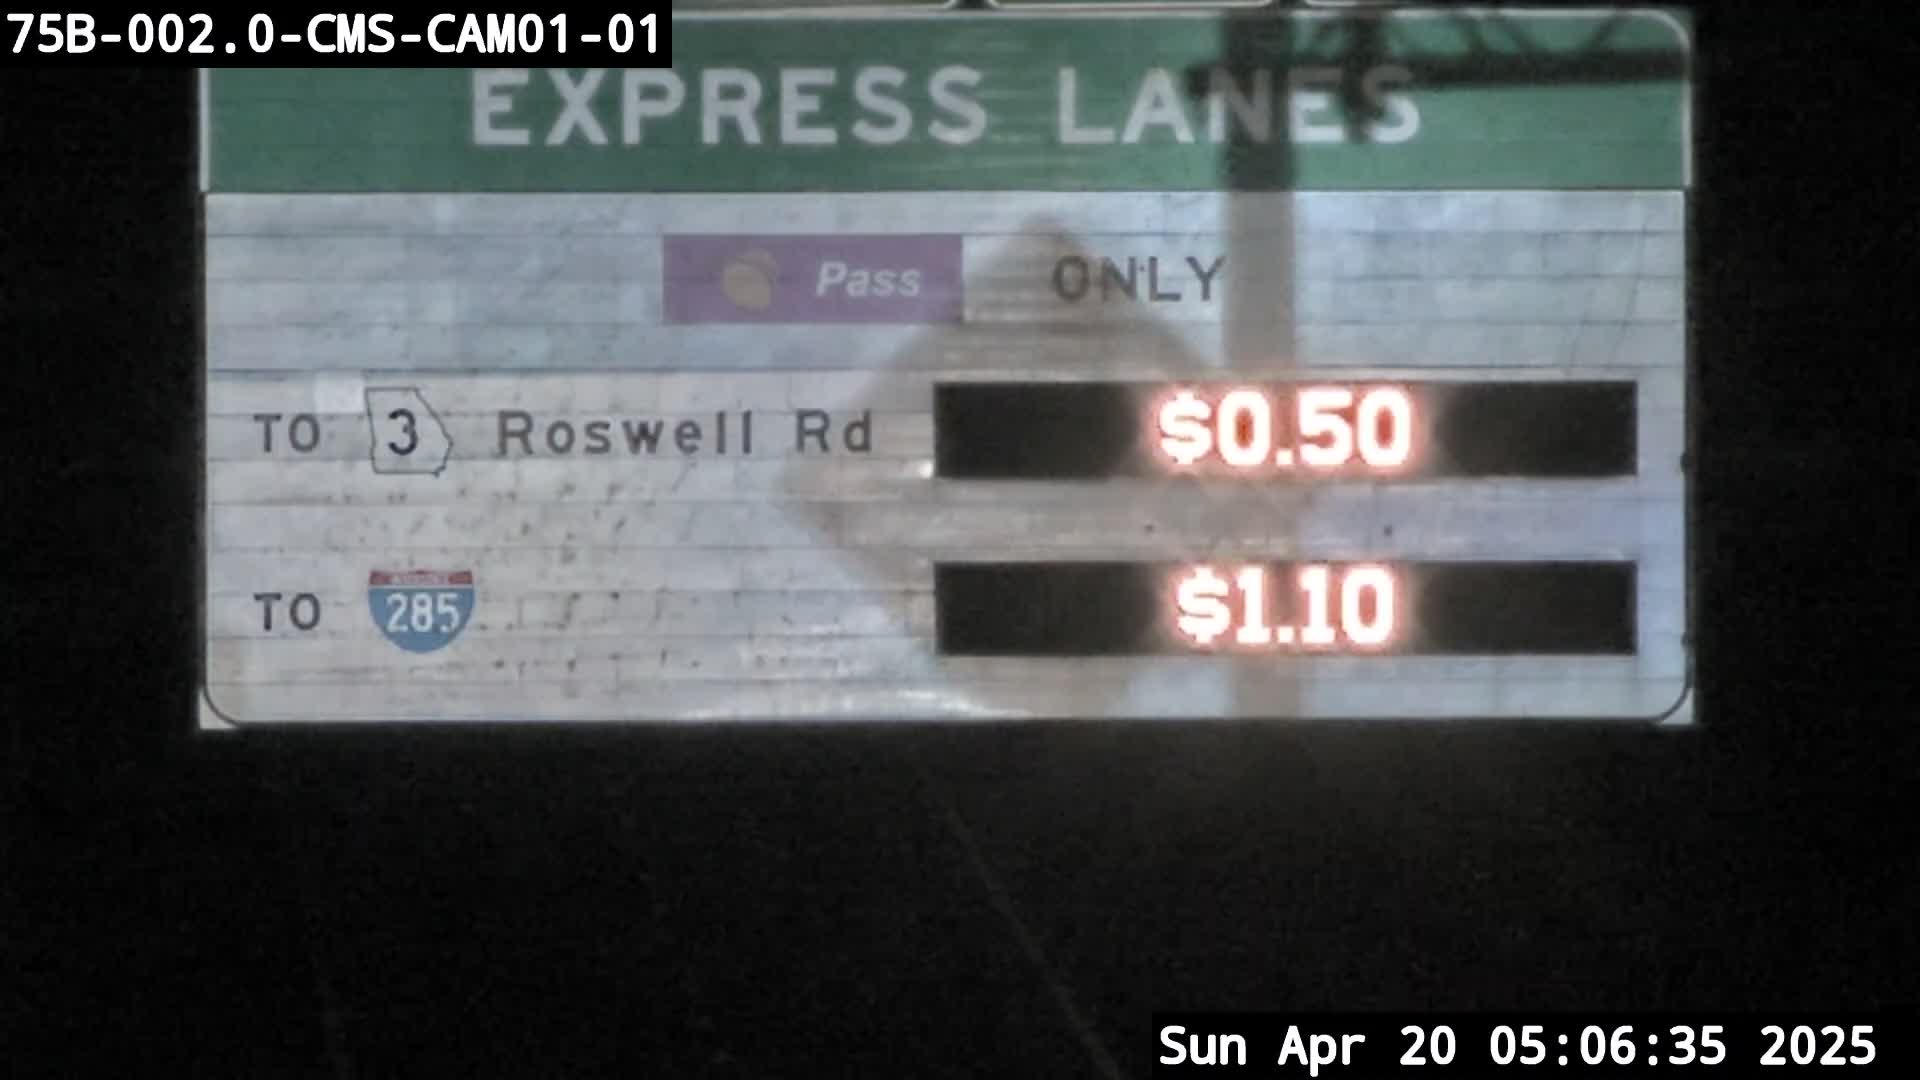 75B-002.0-CMS-CAM01-01
EXPRESS LANES
Pass ONLY
TO 3 Roswell Rd $0.50
TO 285 $1.10
Sun Apr 20 05:06:35 2025